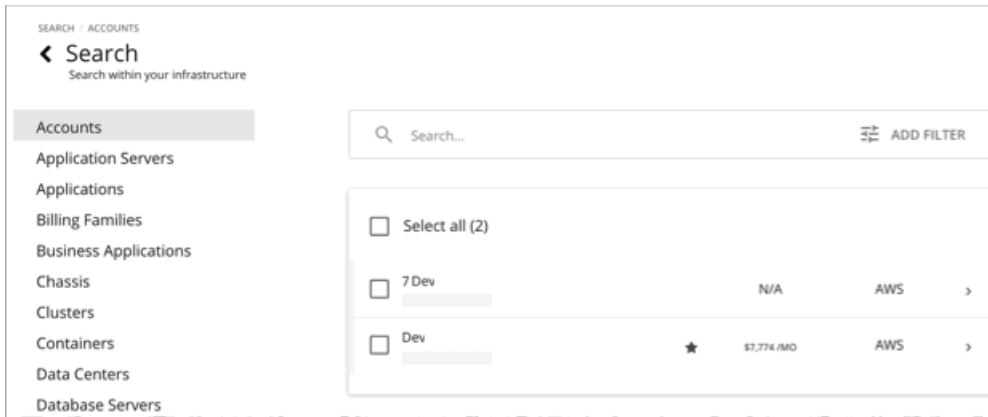 SEARCH / ACCOUNTS
Search
Search within your infrastructure
Accounts
Application Servers
Applications
Billing Families
Business Applications
Chassis
Clusters
Containers
Data Centers
Database Servers
Search...
ADD FILTER
Select all (2)
7 Dev
N/A
AWS
Dev
$7,774 /MO
AWS